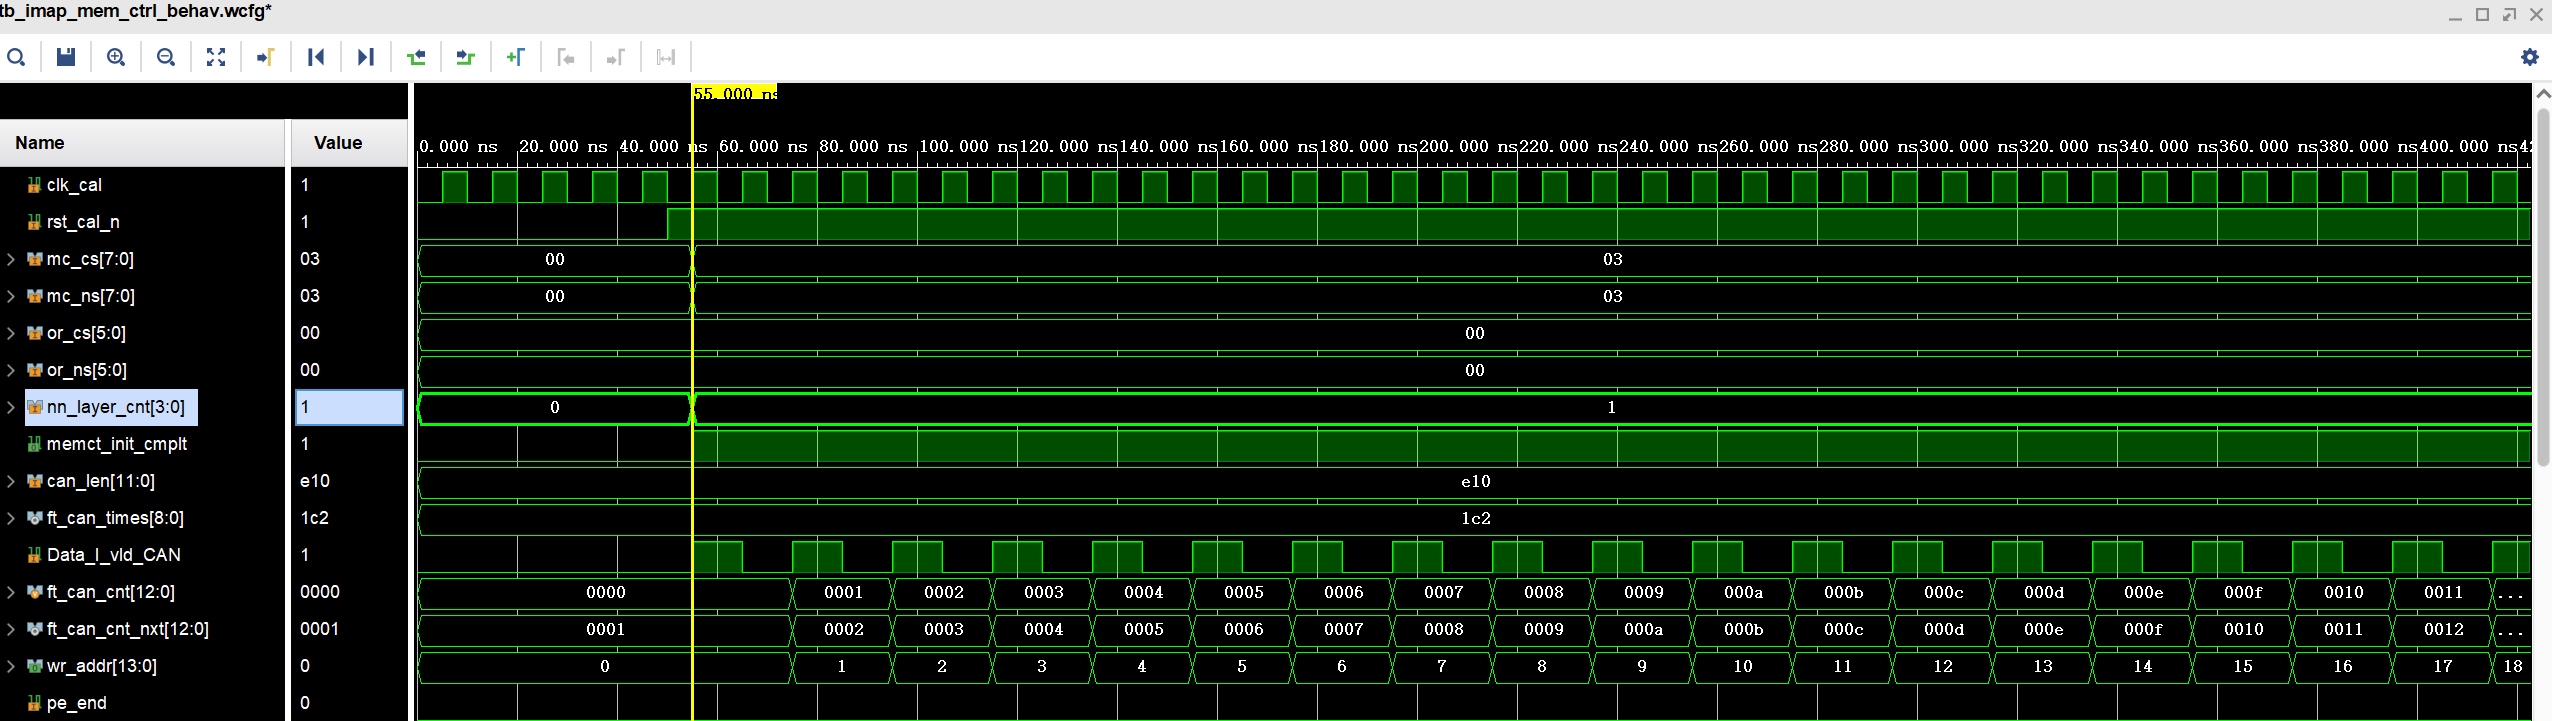 tb_imap_mem_ctrl_behav.wcfg*
55.000 ns
Name Value
0.000 ns 20.000 ns 40.000 ns 60.000 ns 80.000 ns 100.000 ns 120.000 ns 140.000 ns 160.000 ns 180.000 ns 200.000 ns 220.000 ns 240.000 ns 260.000 ns 280.000 ns 300.000 ns 320.000 ns 340.000 ns 360.000 ns 380.000 ns 400.000 ns 42
clk_cal 1
rst_cal_n 1
mc_cs[7:0] 03 00 03
mc_ns[7:0] 03 00 03
or_cs[5:0] 00 00
or_ns[5:0] 00 00
nn_layer_cnt[3:0] 1 0 1
memct_init_cmplt 1
can_len[11:0] e10 e10
ft_can_times[8:0] 1c2 1c2
Data_I_vld_CAN 1
ft_can_cnt[12:0] 0000 0000 0001 0002 0003 0004 0005 0006 0007 0008 0009 000a 000b 000c 000d 000e 000f 0010 0011 ...
ft_can_cnt_nxt[12:0] 0001 0001 0002 0003 0004 0005 0006 0007 0008 0009 000a 000b 000c 000d 000e 000f 0010 0011 0012 ...
wr_addr[13:0] 0 0 1 2 3 4 5 6 7 8 9 10 11 12 13 14 15 16 17 18
pe_end 0